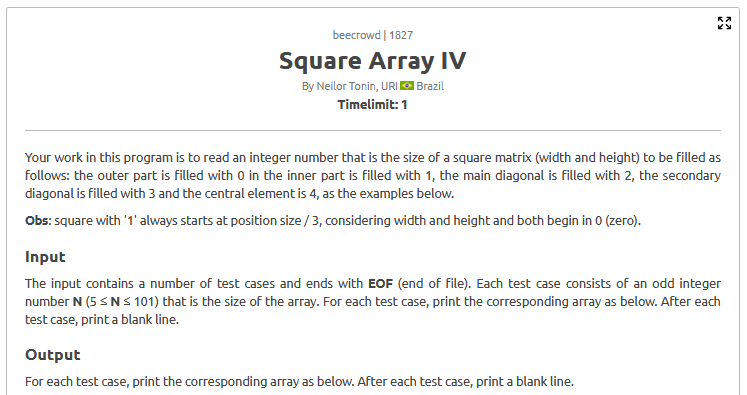 beecrowd | 1827
Square Array IV
By Neilor Tonin, URI Brazil
Timelimit: 1
Your work in this program is to read an integer number that is the size of a square matrix (width and height) to be filled as
follows: the outer part is filled with 0 in the inner part is filled with 1, the main diagonal is filled with 2, the secondary
diagonal is filled with 3 and the central element is 4, as the examples below.
Obs: square with '1' always starts at position size / 3, considering width and height and both begin in 0 (zero).
Input
The input contains a number of test cases and ends with EOF (end of file). Each test case consists of an odd integer
number N (5 ≤ N ≤ 101) that is the size of the array. For each test case, print the corresponding array as below. After each
test case, print a blank line.
Output
For each test case, print the corresponding array as below. After each test case, print a blank line.